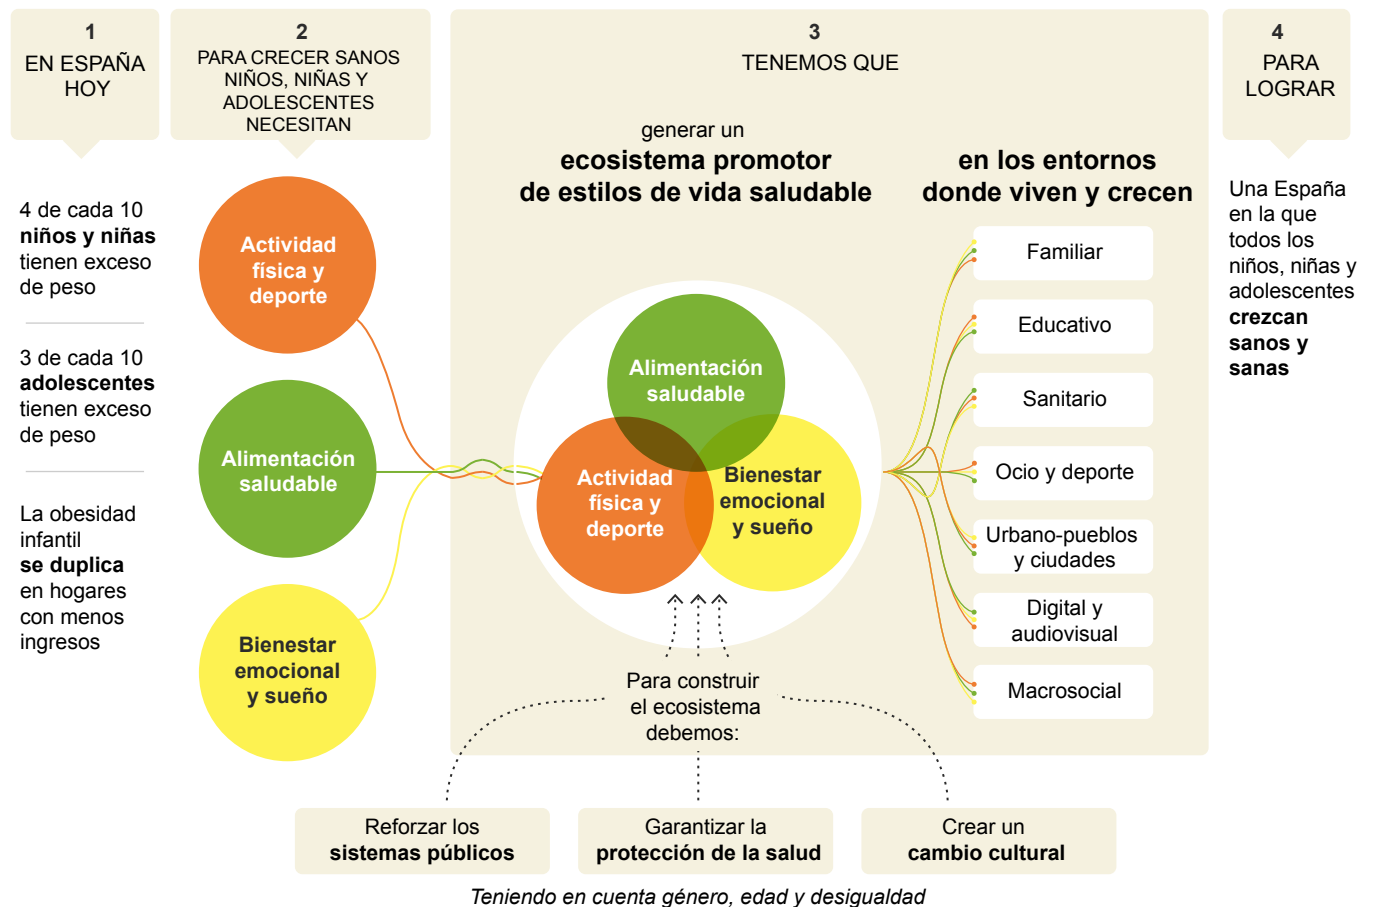 1
EN ESPAÑA
HOY
4 de cada 10
niños y niñas
tienen exceso
de peso
3 de cada 10
adolescentes
tienen exceso
de peso
La obesidad
infantil
se duplica
en hogares
con menos
ingresos
2
PARA CRECER SANOS
NIÑOS, NIÑAS Y
ADOLESCENTES
NECESITAN
Actividad
física y
deporte
Alimentación
saludable
Bienestar
emocional
y sueño
3
TENEMOS QUE
generar un
ecosistema promotor
de estilos de vida saludable
Alimentación
saludable
Actividad
física y
deporte
Bienestar
emocional
y sueño
en los entornos
donde viven y crecen
Familiar
Educativo
Sanitario
Ocio y deporte
Urbano-pueblos
y ciudades
Digital y
audiovisual
Macrosocial
Para construir
el ecosistema
debemos:
Reforzar los
sistemas públicos
Garantizar la
protección de la salud
Crear un
cambio cultural
Teniendo en cuenta género, edad y desigualdad
4
PARA
LOGRAR
Una España
en la que
todos los
niños, niñas y
adolescentes
crezcan
sanos y
sanas